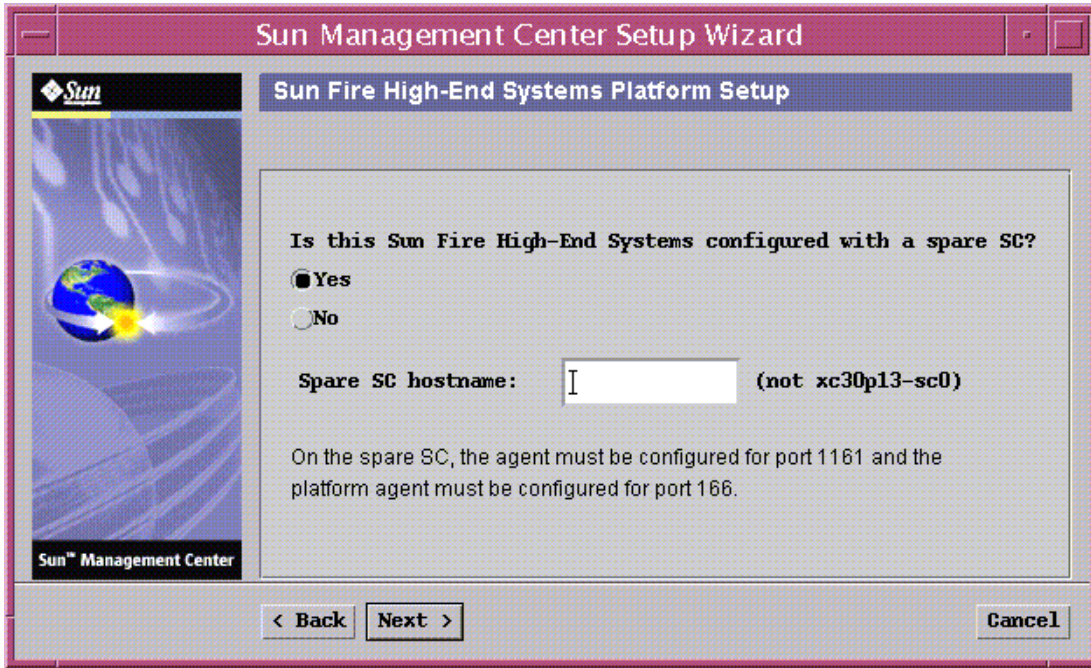 Sun Management Center Setup Wizard
Sun
Sun Fire High-End Systems Platform Setup
Is this Sun Fire High-End Systems configured with a spare SC?
Yes
No
Spare SC hostname: (not xc30p13-sc0)
On the spare SC, the agent must be configured for port 1161 and the
platform agent must be configured for port 166.
Sun™ Management Center
< Back Next > Cancel